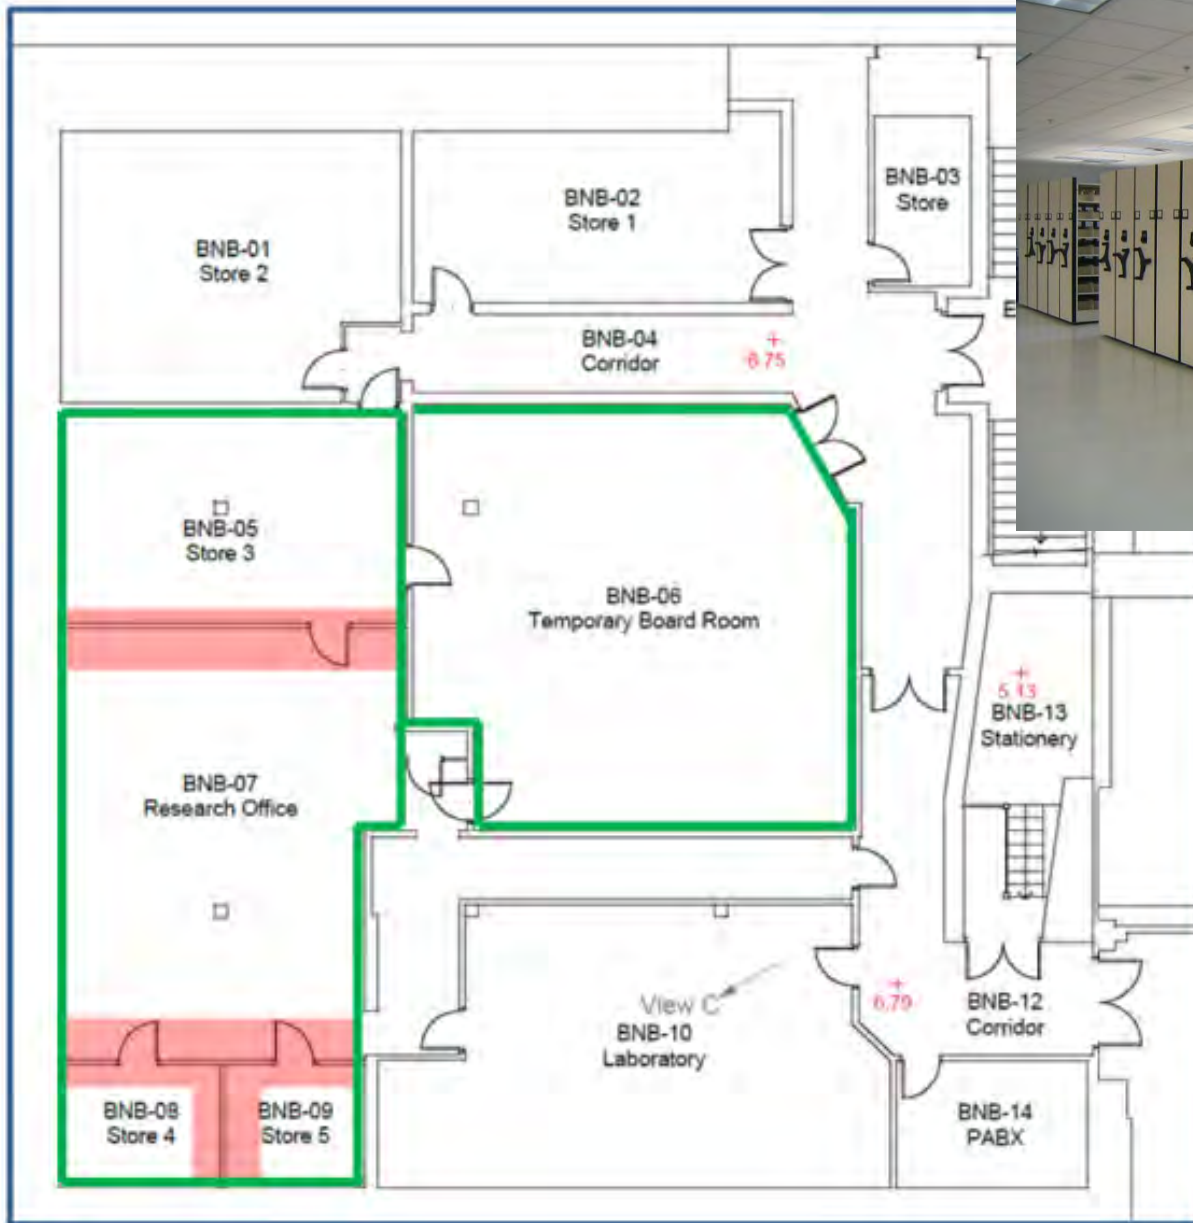 BNB-01
Store 2
BNB-02
Store 1
BNB-03
Store
BNB-04
Corridor
6.75
BNB-05
Store 3
BNB-06
Temporary Board Room
5.13
BNB-13
Stationery
BNB-07
Research Office
View C
BNB-10
Laboratory
6.79
BNB-12
Corridor
BNB-08
Store 4
BNB-09
Store 5
BNB-14
PABX